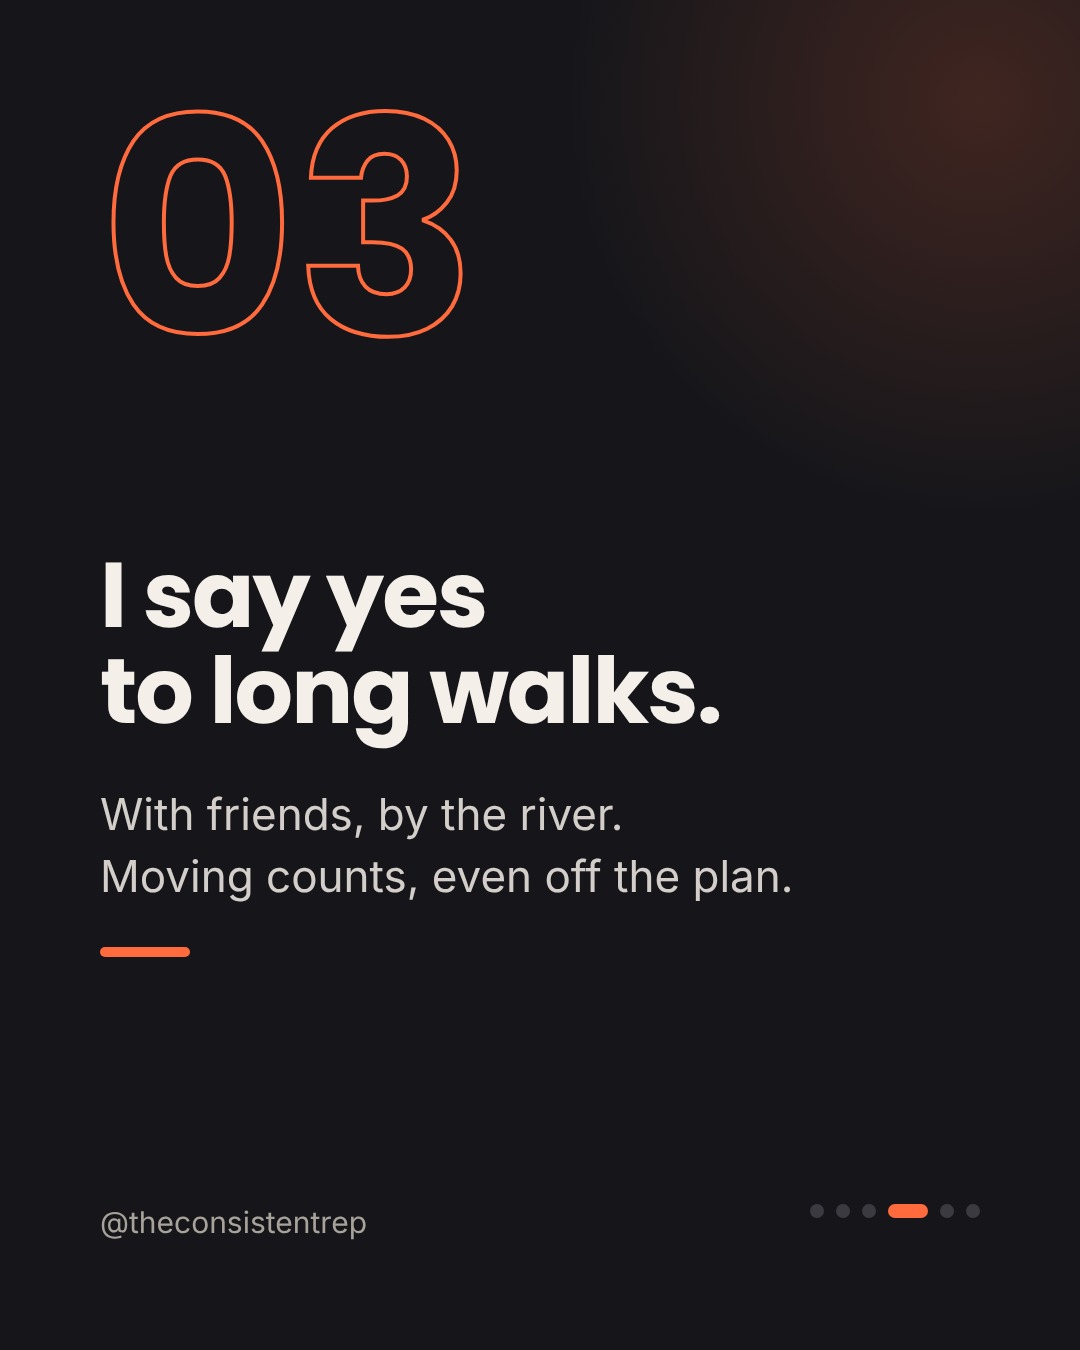 03
I say yes
to long walks.
With friends, by the river.
Moving counts, even off the plan.
@theconsistentrep